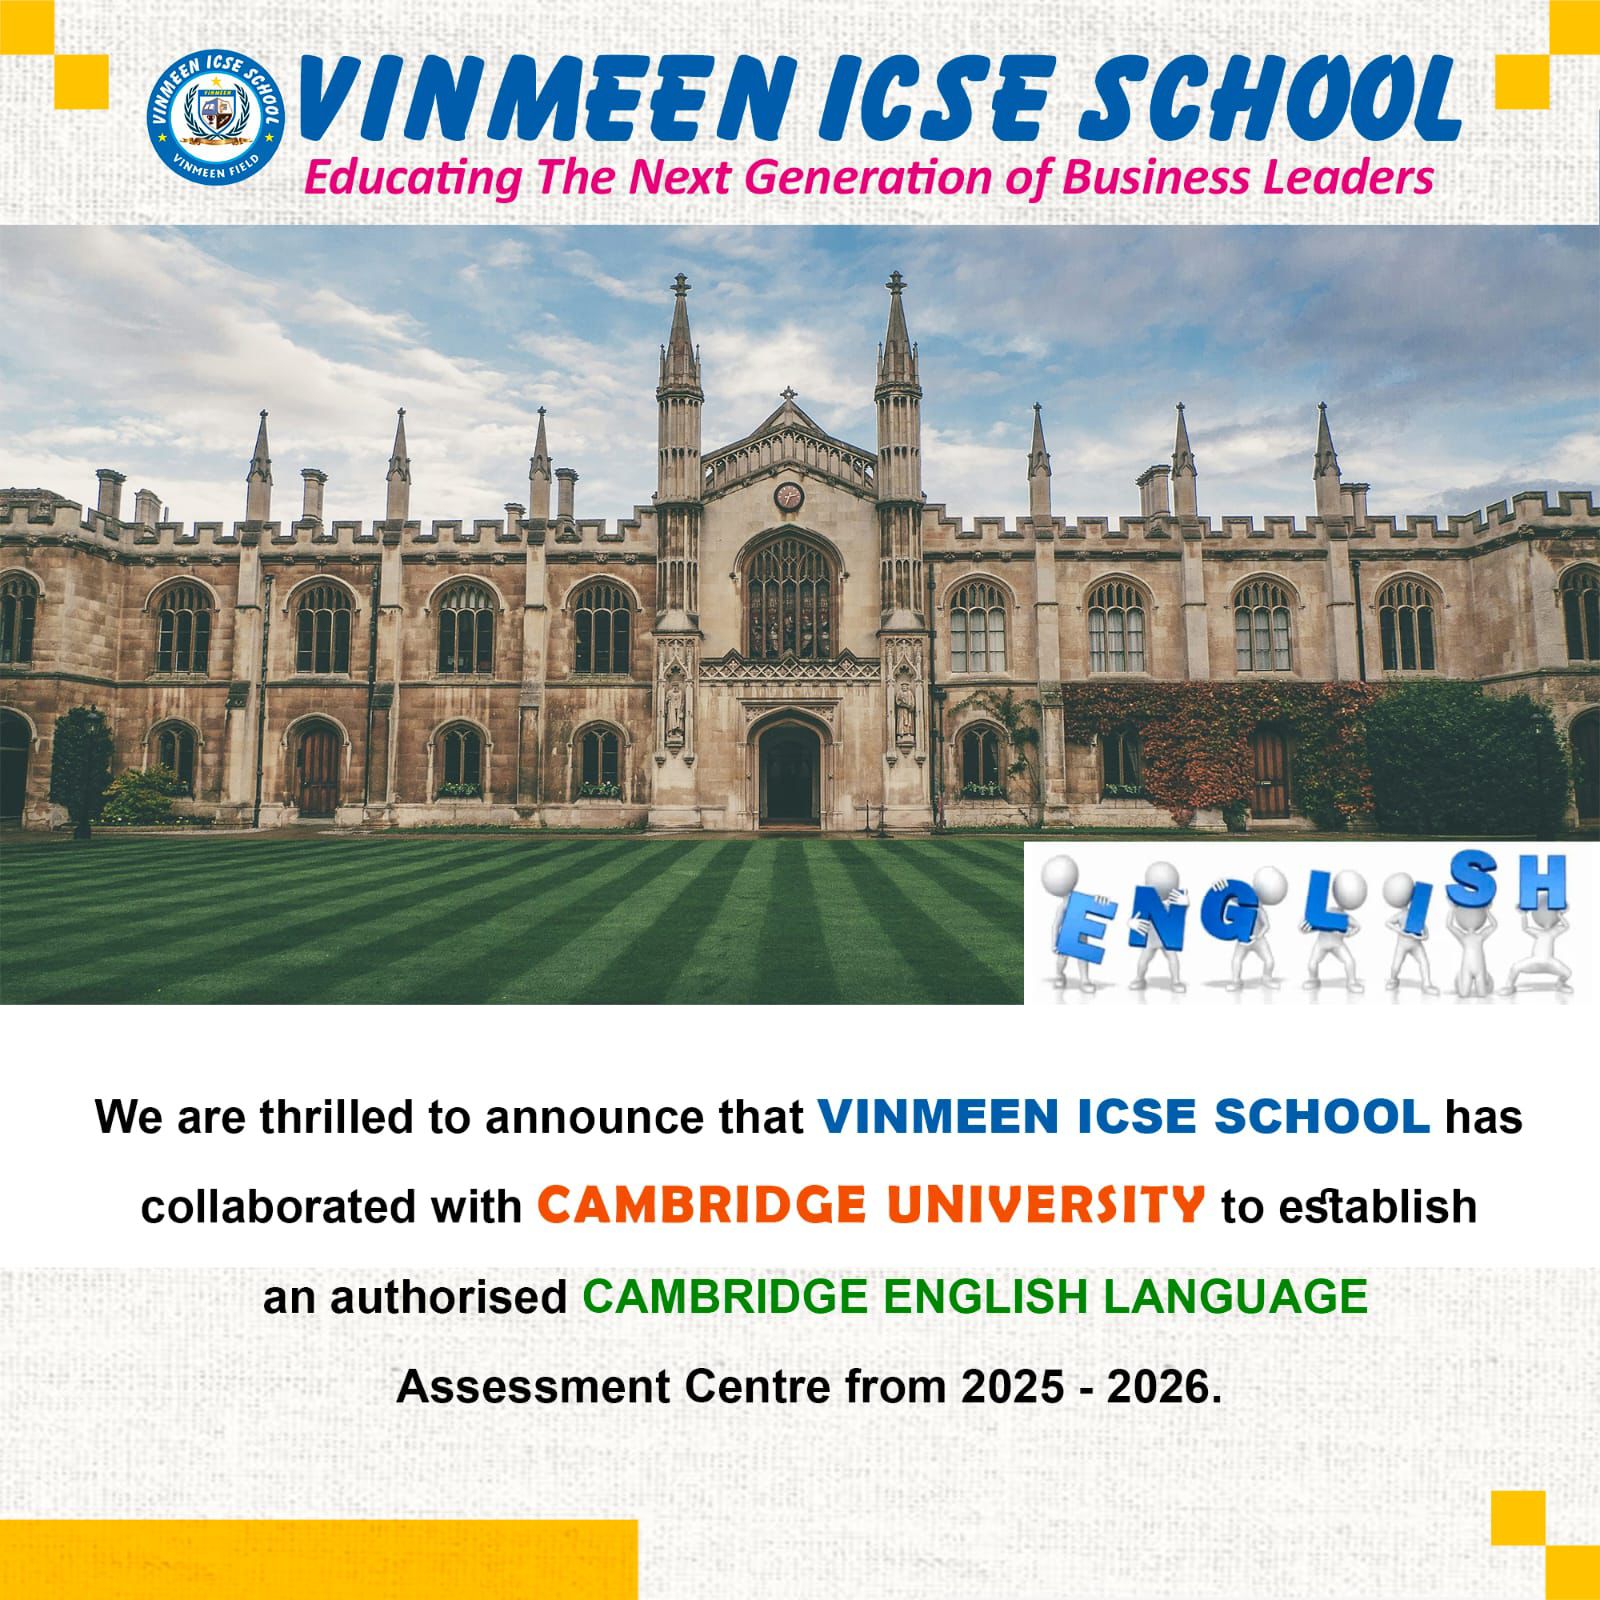 VINMEEN ICSE SCHOOL
VINMEEN
VINMEEN FIELD
VINMEEN ICSE SCHOOL
Educating The Next Generation of Business Leaders
ENGLISH
We are thrilled to announce that VINMEEN ICSE SCHOOL has
collaborated with CAMBRIDGE UNIVERSITY to establish
an authorised CAMBRIDGE ENGLISH LANGUAGE
Assessment Centre from 2025 - 2026.